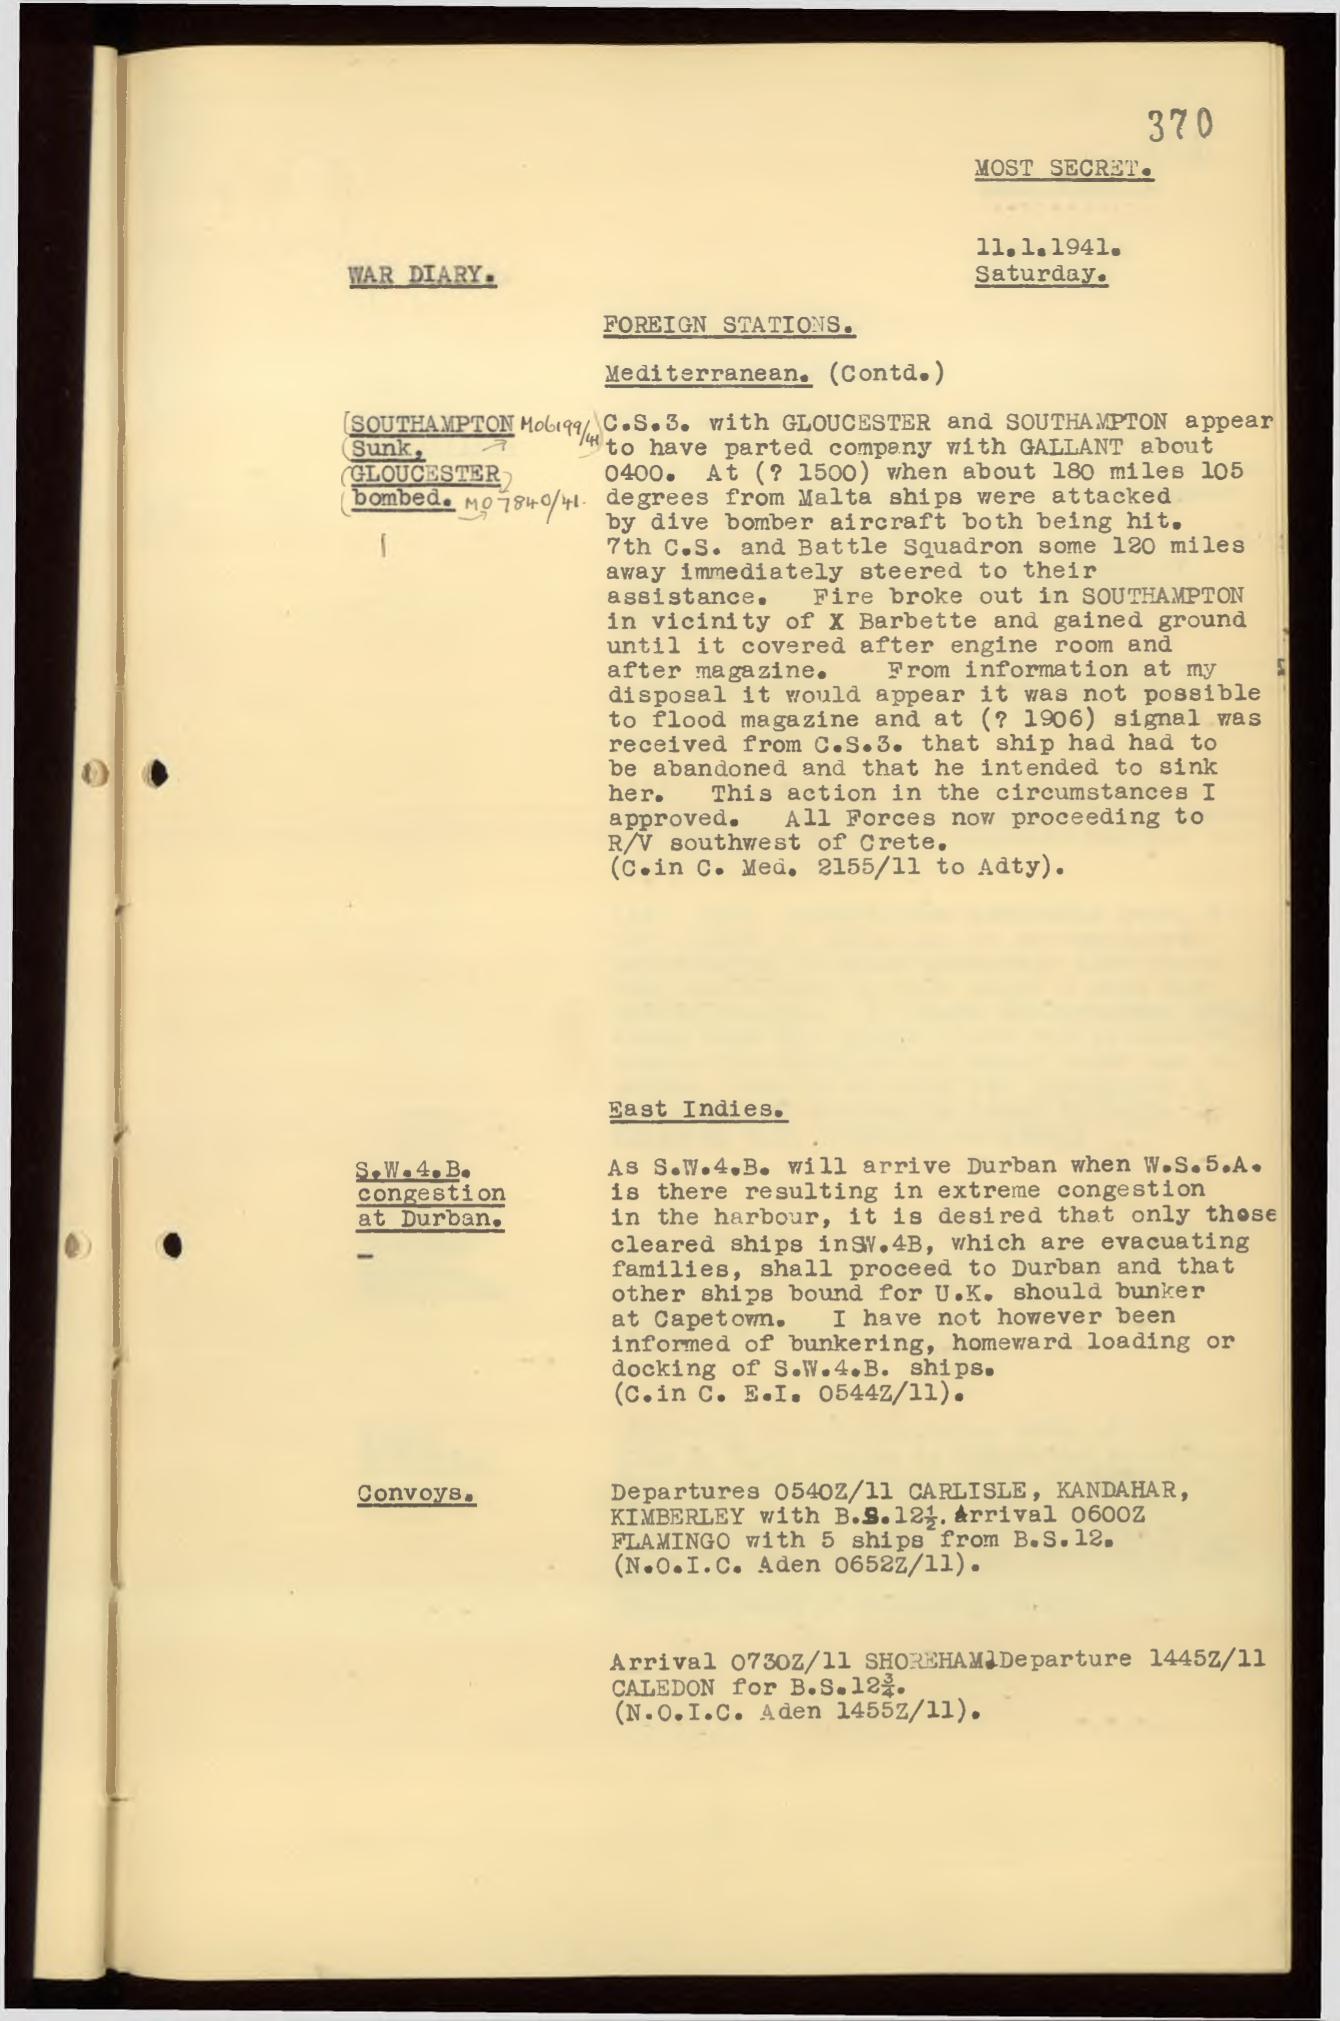 370
MOST SECRET.
11.1.1941.
Saturday.
WAR DIARY.
FOREIGN STATIONS.
Mediterranean. (Contd.)
SOUTHAMPTON M06199/41
Sunk,
GLOUCESTER
bombed. M07840/41.
C.S.3. with GLOUCESTER and SOUTHAMPTON appear
to have parted company with GALLANT about
0400. At (? 1500) when about 180 miles 105
degrees from Malta ships were attacked
by dive bomber aircraft both being hit.
7th C.S. and Battle Squadron some 120 miles
away immediately steered to their
assistance. Fire broke out in SOUTHAMPTON
in vicinity of X Barbette and gained ground
until it covered after engine room and
after magazine. From information at my
disposal it would appear it was not possible
to flood magazine and at (? 1906) signal was
received from C.S.3. that ship had had to
be abandoned and that he intended to sink
her. This action in the circumstances I
approved. All Forces now proceeding to
R/V southwest of Crete.
(C.in C. Med. 2155/11 to Adty).
East Indies.
S.W.4.B.
congestion
at Durban.
As S.W.4.B. will arrive Durban when W.S.5.A.
is there resulting in extreme congestion
in the harbour, it is desired that only those
cleared ships inSW.4B, which are evacuating
families, shall proceed to Durban and that
other ships bound for U.K. should bunker
at Capetown. I have not however been
informed of bunkering, homeward loading or
docking of S.W.4.B. ships.
(C.in C. E.I. 0544Z/11).
Convoys.
Departures 0540Z/11 CARLISLE, KANDAHAR,
KIMBERLEY with B.S.12½. Arrival 0600Z
FLAMINGO with 5 ships from B.S.12.
(N.O.I.C. Aden 0652Z/11).
Arrival 0730Z/11 SHOREHAM. Departure 1445Z/11
CALEDON for B.S.12¾.
(N.O.I.C. Aden 1455Z/11).